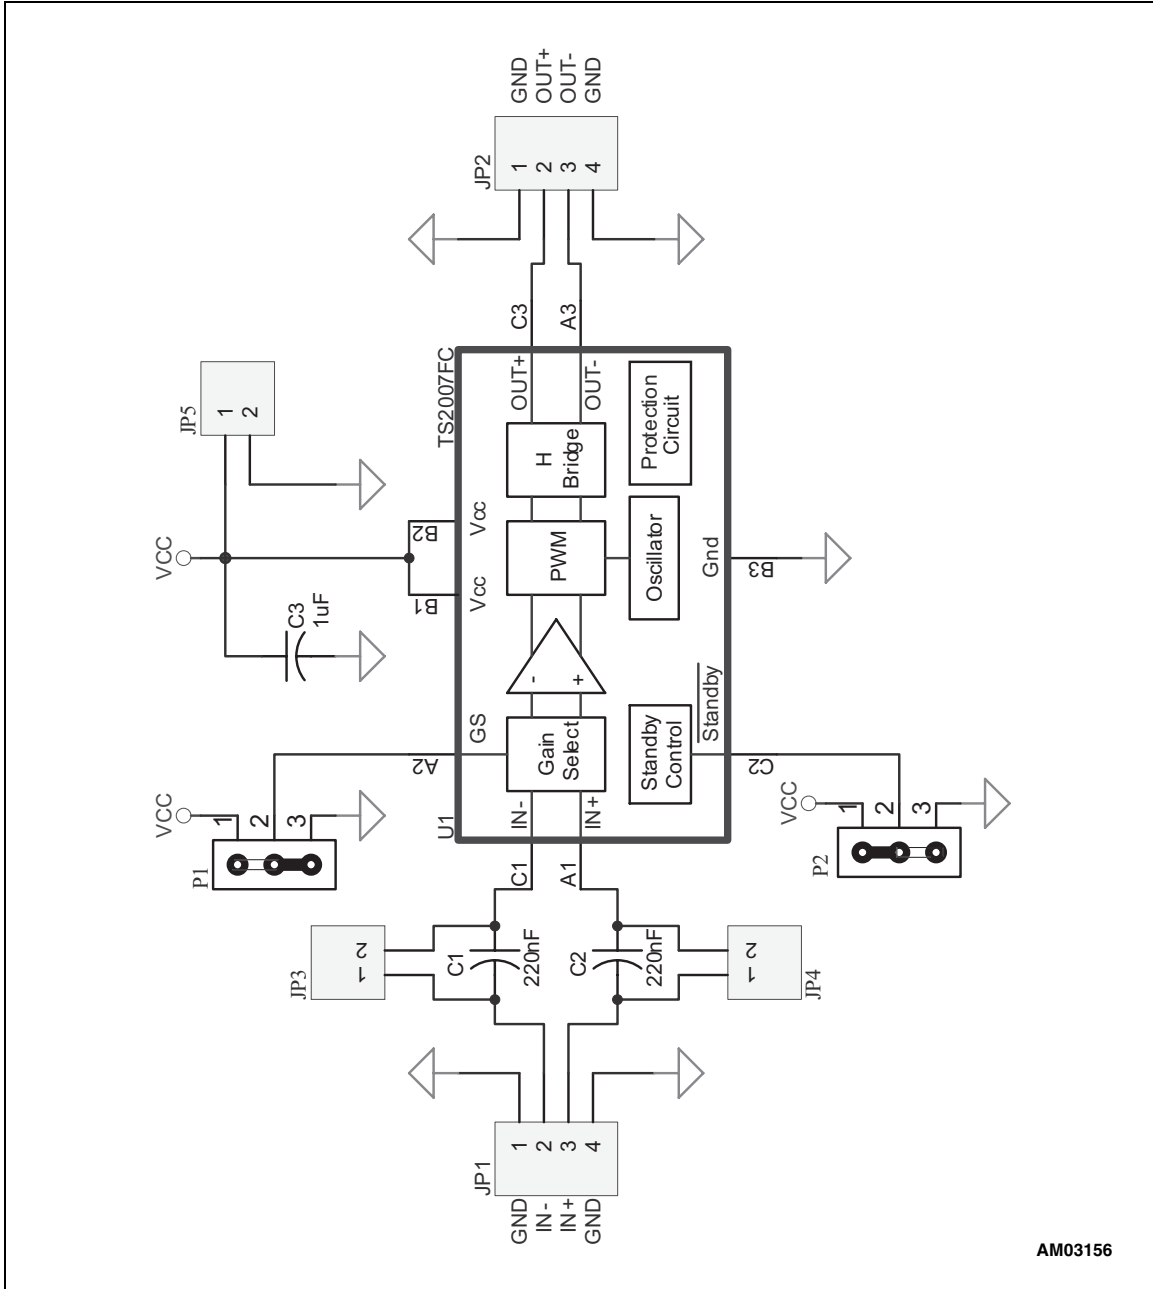 GND
OUT+
OUT-
GND
JP2
1
2
3
4
C3
A3
JP5
1
2
VCC
C3
1uF
B2
B1
TS2007FC
OUT+
OUT-
H
Bridge
Protection
Circuit
Vcc
Vcc
PWM
Oscillator
Gnd
B3
-
+
GS
A2
Gain
Select
Standby
Control
Standby
C2
IN-
IN+
U1
VCC
1
2
3
P1
VCC
1
2
3
P2
C1
A1
JP3
2
1
C1
220nF
C2
220nF
2
1
JP4
JP1
1
2
3
4
GND
IN-
IN+
GND
AM03156